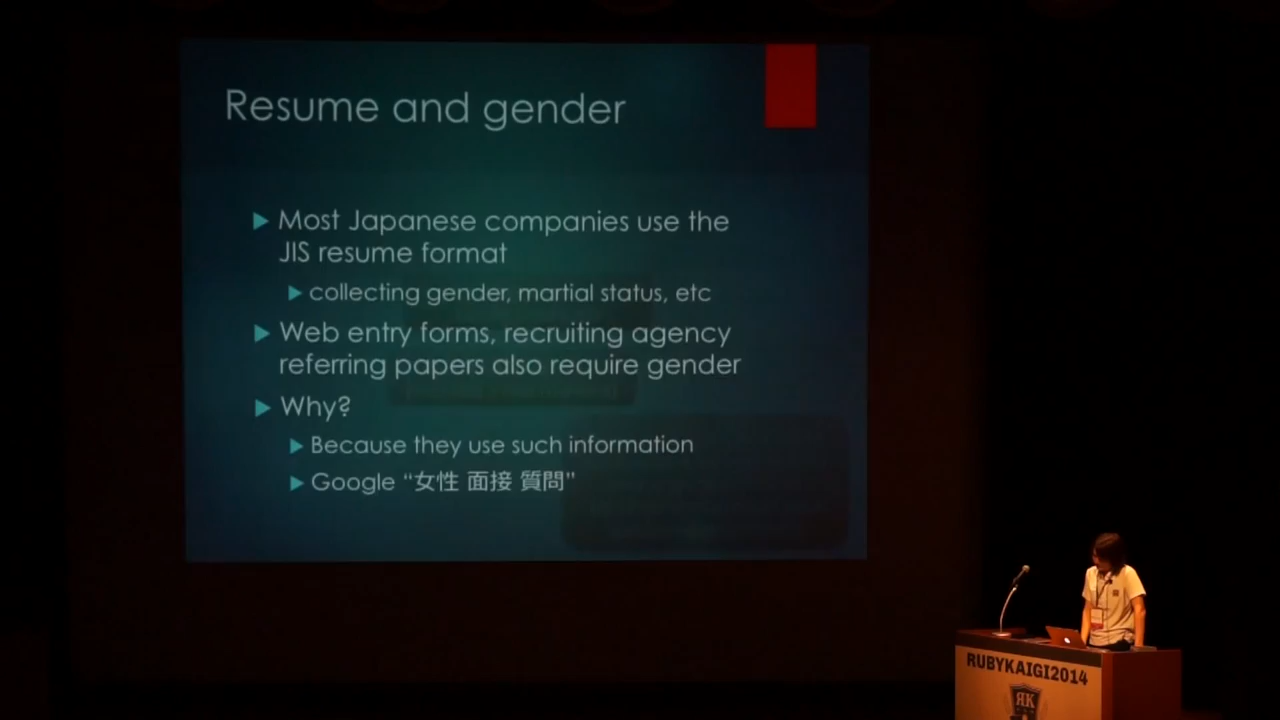 Resume and gender
Most Japanese companies use the
JIS resume format
collecting gender, martial status, etc
Web entry forms, recruiting agency
referring papers also require gender
Why?
Because they use such information
Google “女性 面接 質問”
RUBYKAIGI2014
RK